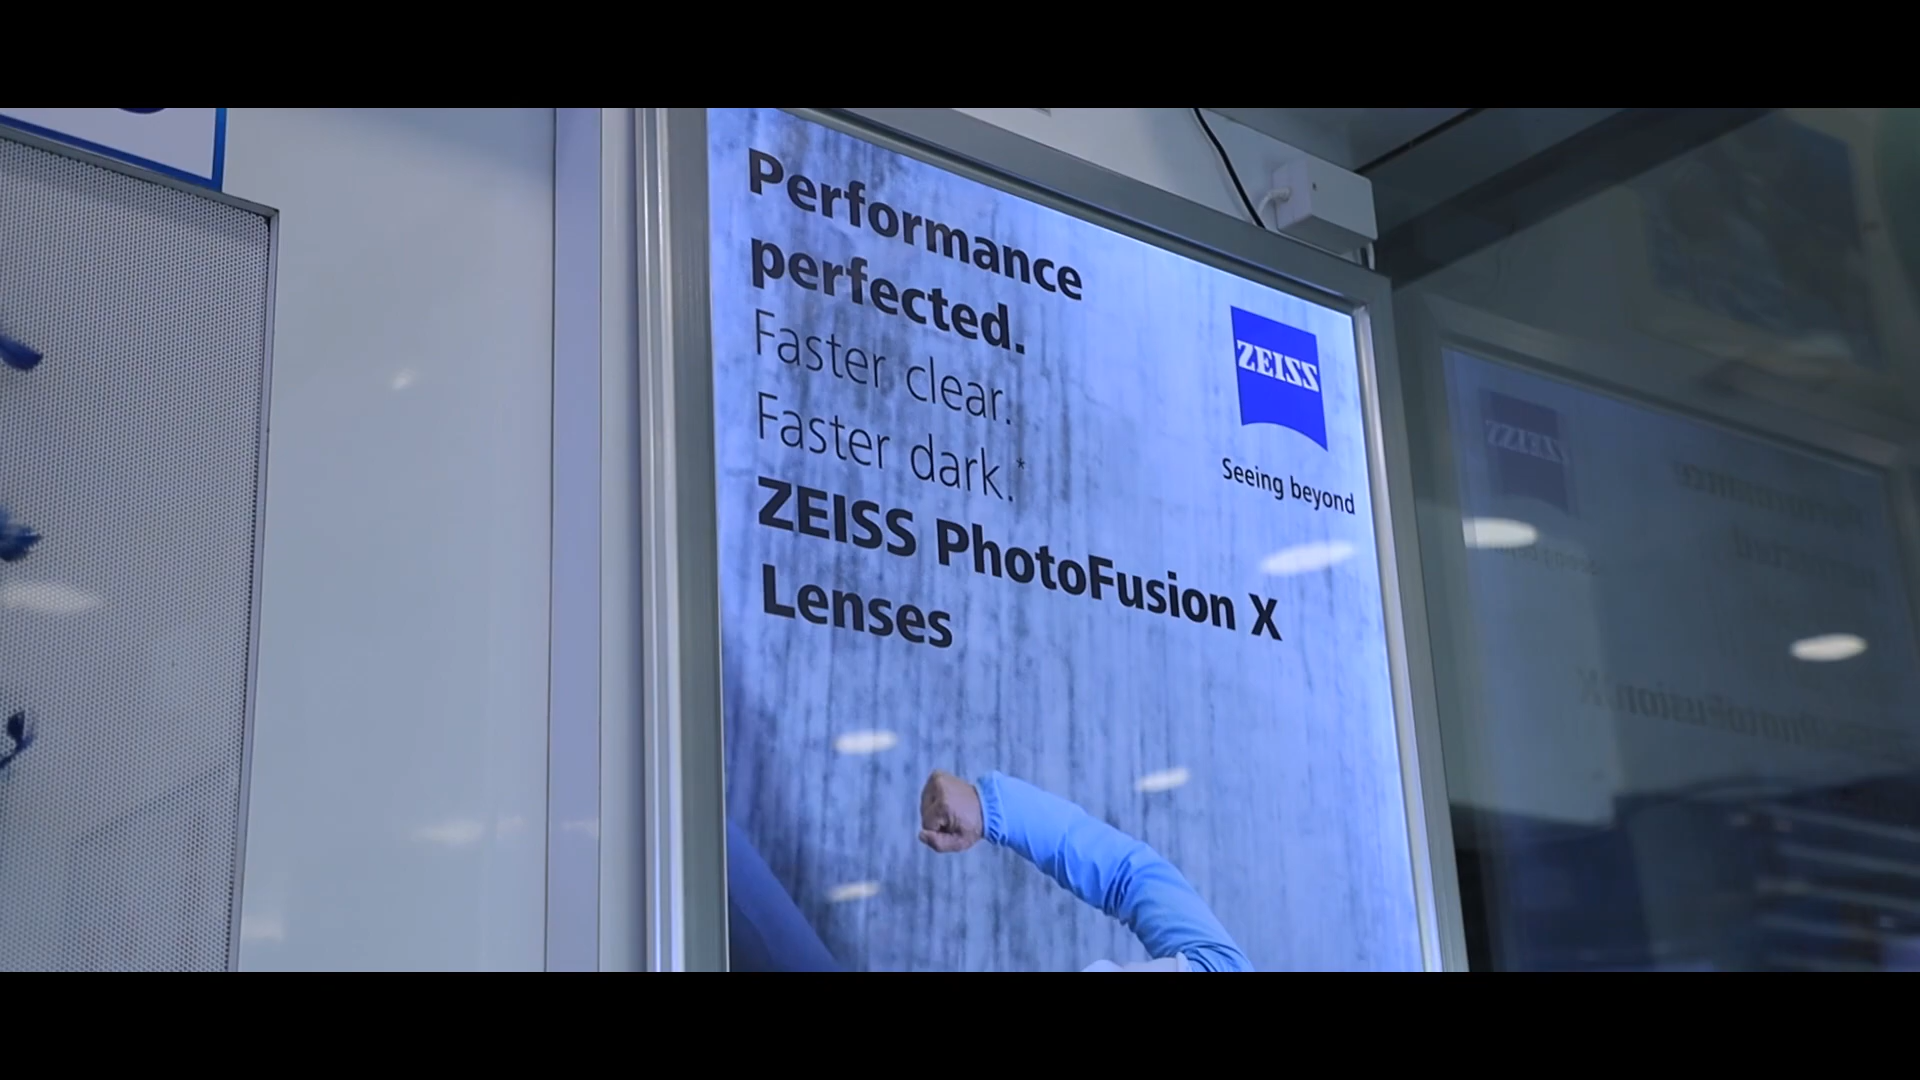 Performance
perfected.
Faster clear.
Faster dark.*
ZEISS PhotoFusion X
Lenses
ZEISS
Seeing beyond